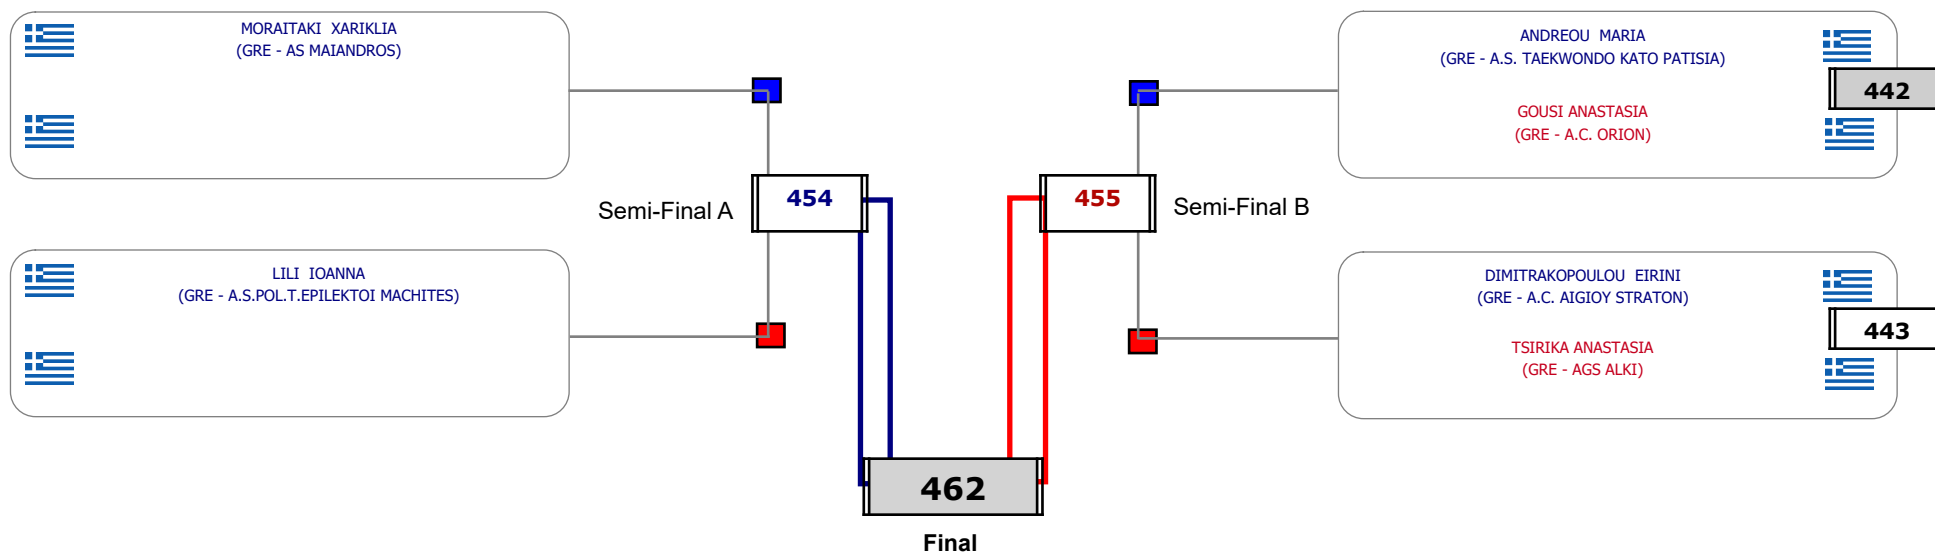 MORAITAKI XARIKLIA
(GRE - AS MAIANDROS)
LILI IOANNA
(GRE - A.S.POL.T.EPILEKTOI MACHITES)
Semi-Final A
454
455
Semi-Final B
462
Final
ANDREOU MARIA
(GRE - A.S. TAEKWONDO KATO PATISIA)
442
GOUSI ANASTASIA
(GRE - A.C. ORION)
DIMITRAKOPOULOU EIRINI
(GRE - A.C. AIGIOY STRATON)
443
TSIRIKA ANASTASIA
(GRE - AGS ALKI)